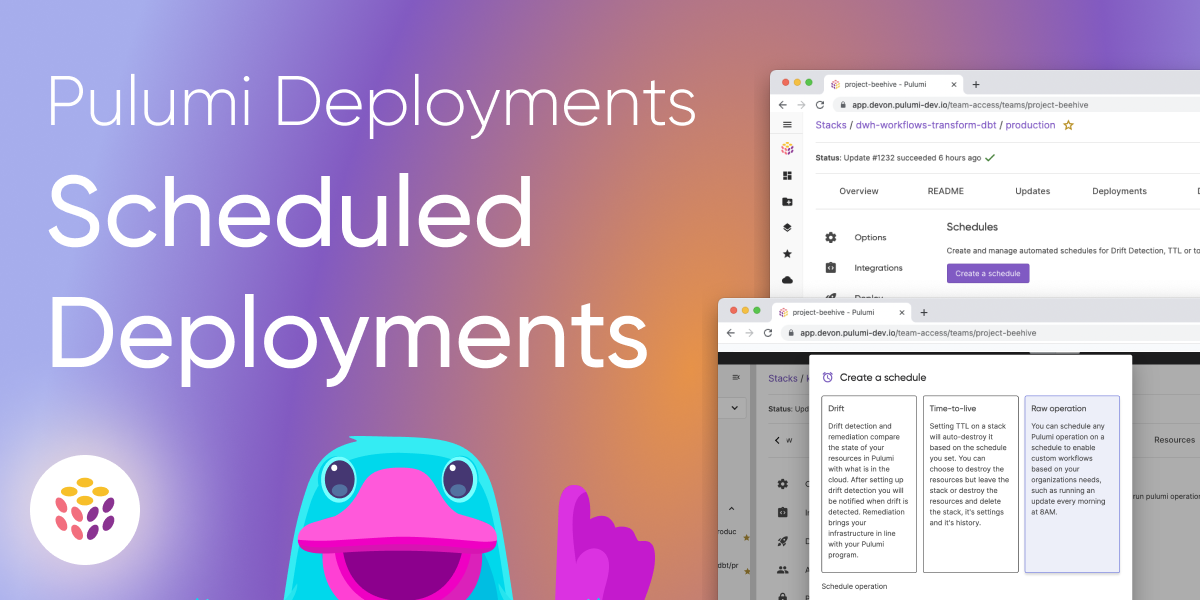 Pulumi Deployments
Scheduled
Deployments
project-beehive - Pulumi
app.devon.pulumi-dev.io/team-access/teams/project-beehive
Stacks / dwh-workflows-transform-dbt / production
Status: Update #1232 succeeded 6 hours ago
Overview README Updates Deployments
Schedules
Options
Create and manage automated schedules for Drift Detection, TTL or to
Integrations
Create a schedule
Deploy
project-beehive - Pulumi
app.devon.pulumi-dev.io/team-access/teams/project-beehive
Stacks /
Status: Upd
Resources
run pulumi operation
roduc
dbt/pr
Create a schedule
Drift
Drift detection and
remediation compare
the state of your
resources in Pulumi
with what is in the
cloud. After setting up
drift detection you will
be notified when drift is
detected. Remediation
brings your
infrastructure in line
with your Pulumi
program.
Time-to-live
Setting TTL on a stack
will auto-destroy it
based on the schedule
you set. You can
choose to destroy the
resources but leave the
stack or destroy the
resources and delete
the stack, it's settings
and it's history.
Raw operation
You can schedule any
Pulumi operation on a
schedule to enable
custom workflows
based on your
organizations needs,
such as running an
update every morning
at 8AM.
Schedule operation